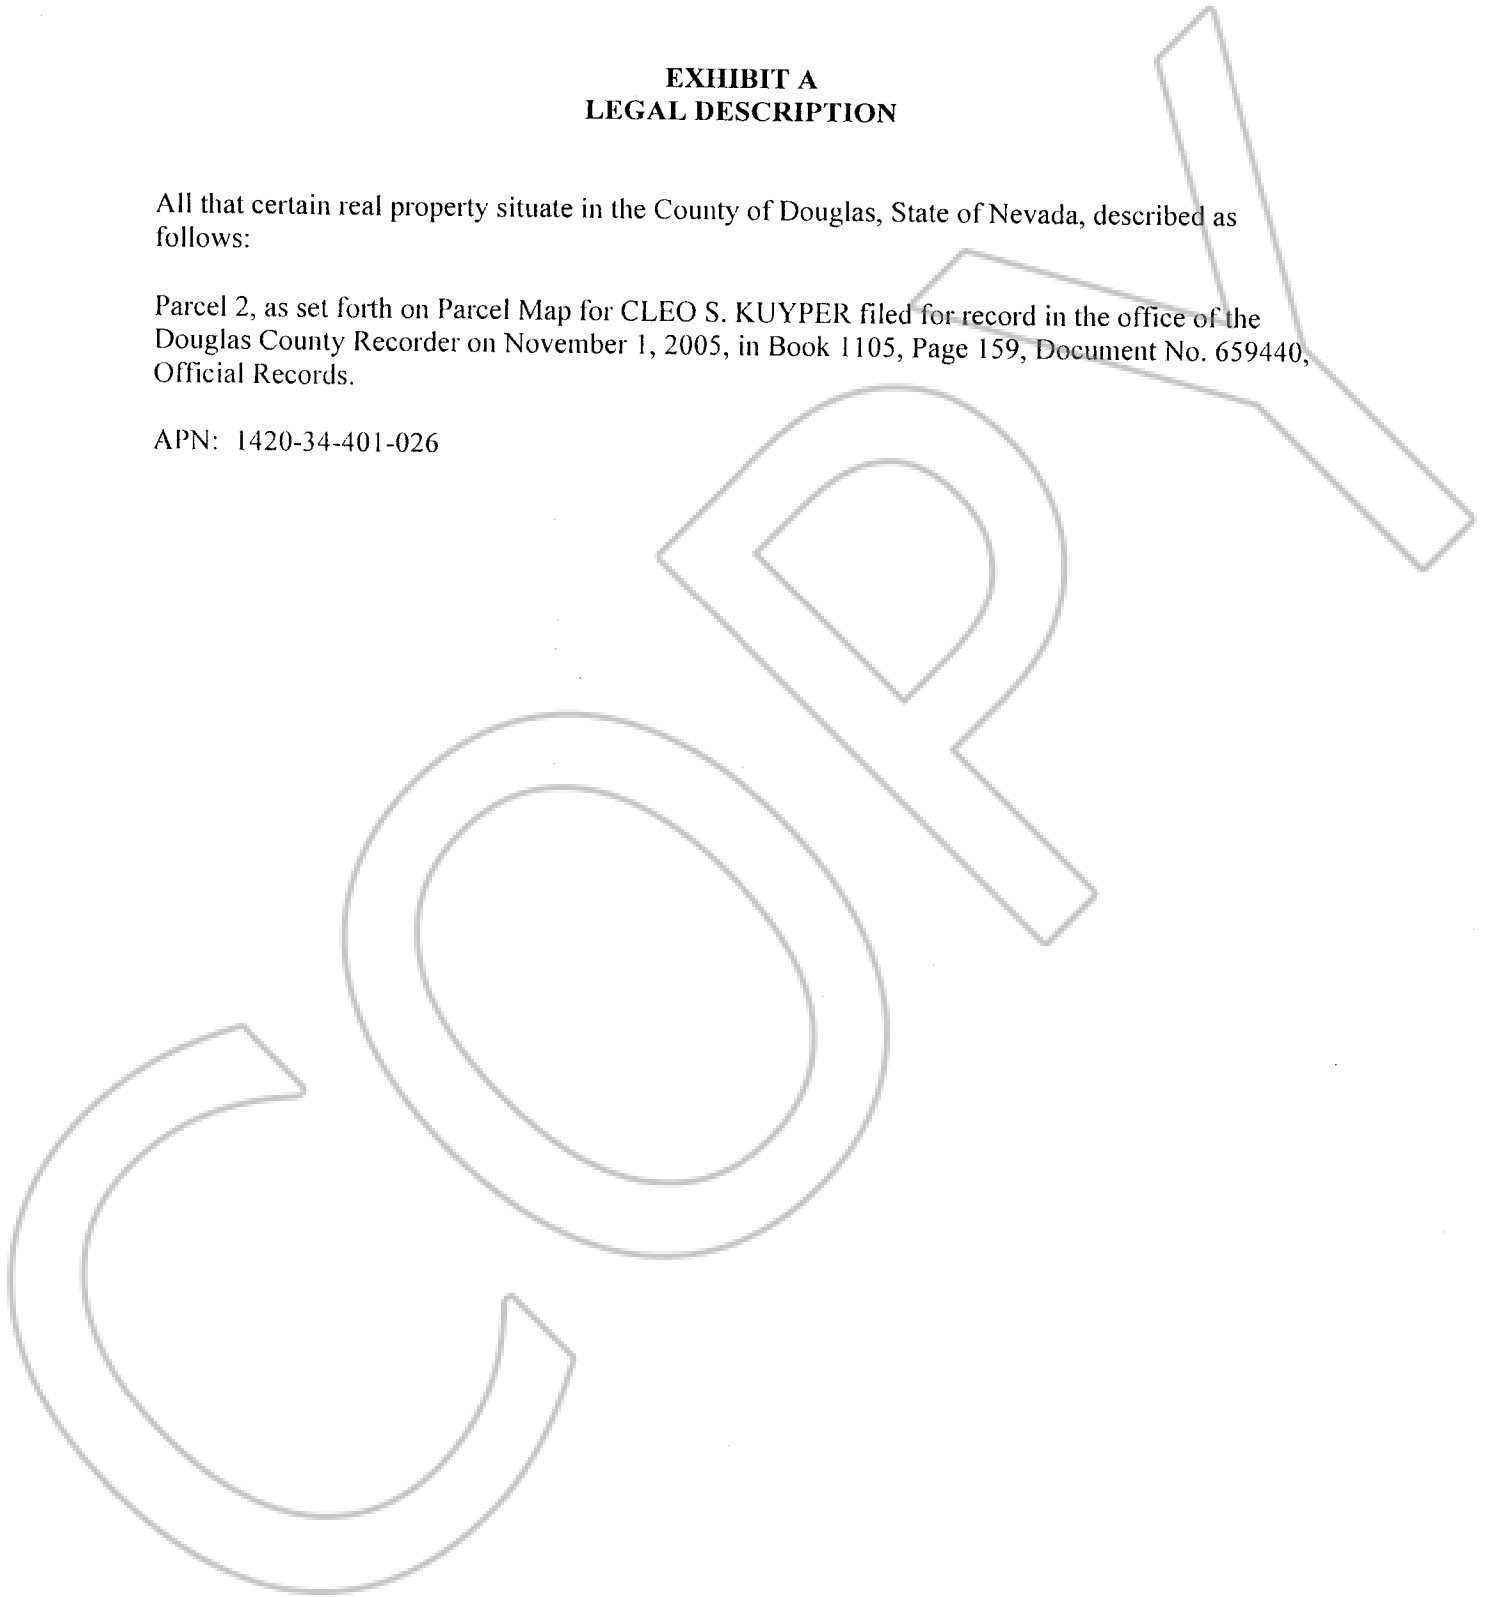 EXHIBIT A
LEGAL DESCRIPTION
All that certain real property situate in the County of Douglas, State of Nevada, described as
follows:
Parcel 2, as set forth on Parcel Map for CLEO S. KUYPER filed for record in the office of the
Douglas County Recorder on November 1, 2005, in Book 1105, Page 159, Document No. 659440,
Official Records.
APN: 1420-34-401-026
COPY